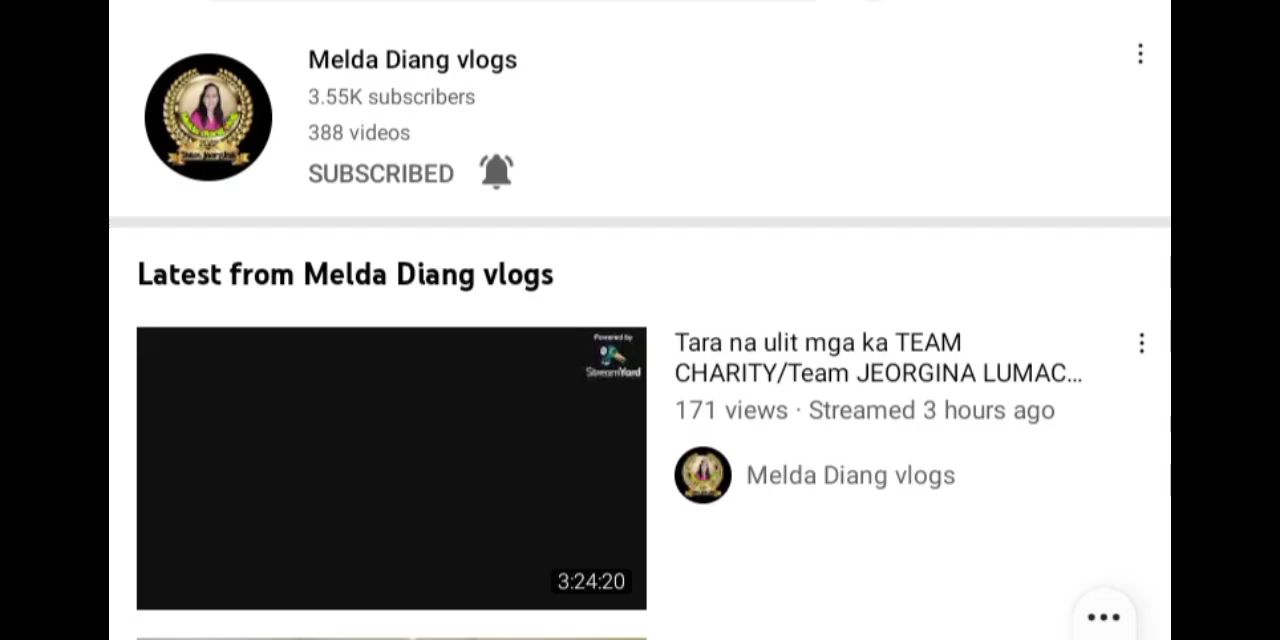 Melda Diang vlogs
3.55K subscribers
388 videos
SUBSCRIBED
Latest from Melda Diang vlogs
Powered by
StreamYard
3:24:20
Tara na ulit mga ka TEAM
CHARITY/Team JEORGINA LUMAC...
171 views · Streamed 3 hours ago
Melda Diang vlogs